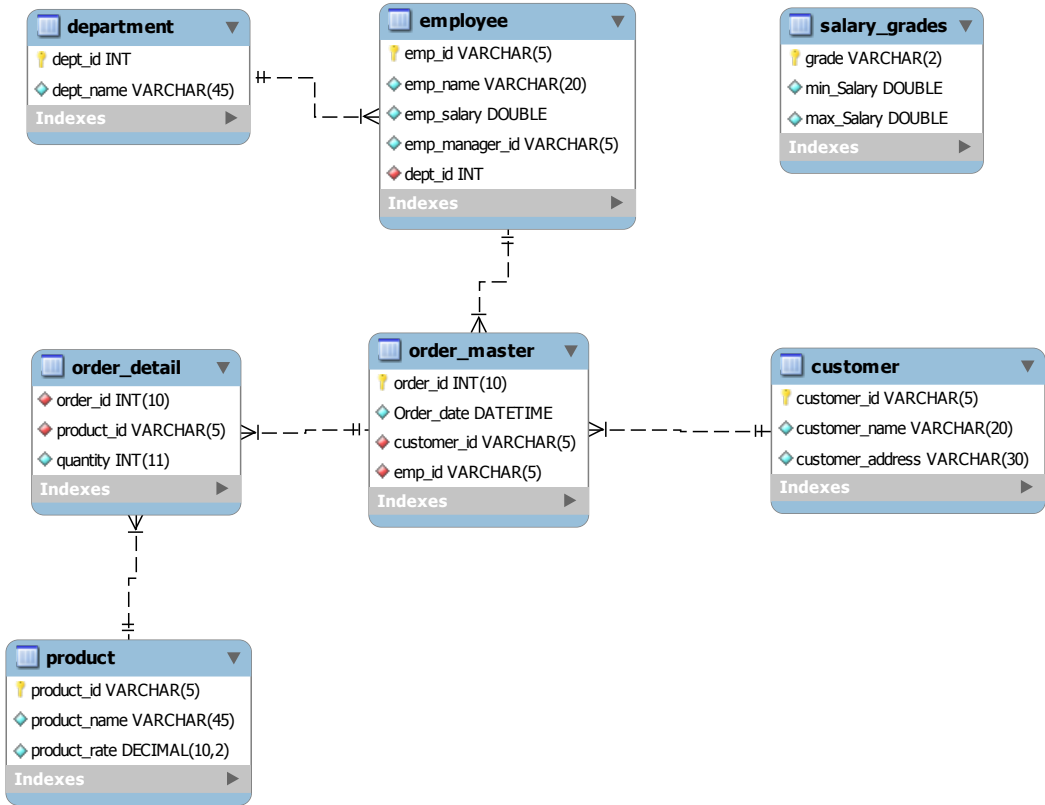 department
dept_id INT
dept_name VARCHAR(45)
Indexes
employee
emp_id VARCHAR(5)
emp_name VARCHAR(20)
emp_salary DOUBLE
emp_manager_id VARCHAR(5)
dept_id INT
Indexes
salary_grades
grade VARCHAR(2)
min_Salary DOUBLE
max_Salary DOUBLE
Indexes
order_detail
order_id INT(10)
product_id VARCHAR(5)
quantity INT(11)
Indexes
order_master
order_id INT(10)
Order_date DATETIME
customer_id VARCHAR(5)
emp_id VARCHAR(5)
Indexes
customer
customer_id VARCHAR(5)
customer_name VARCHAR(20)
customer_address VARCHAR(30)
Indexes
product
product_id VARCHAR(5)
product_name VARCHAR(45)
product_rate DECIMAL(10,2)
Indexes